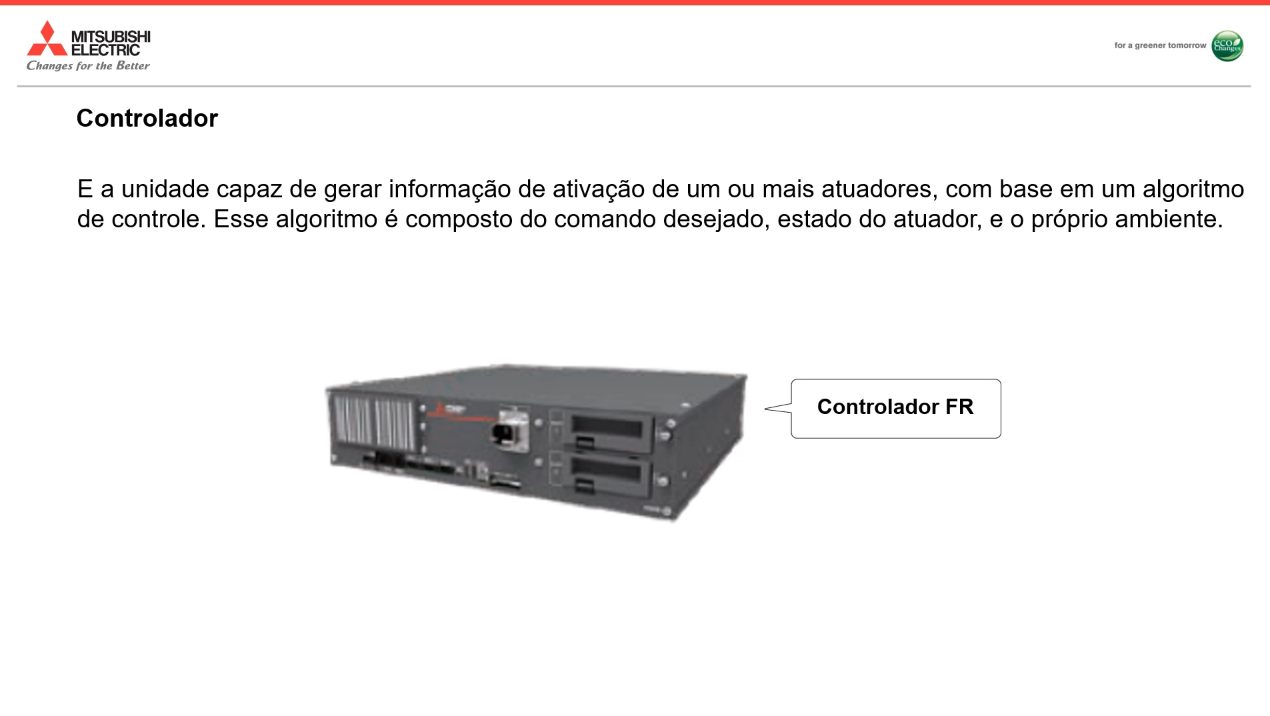 MITSUBISHI
ELECTRIC
Changes for the Better
for a greener tomorrow
eco
Changes
Controlador
E a unidade capaz de gerar informação de ativação de um ou mais atuadores, com base em um algoritmo
de controle. Esse algoritmo é composto do comando desejado, estado do atuador, e o próprio ambiente.
Controlador FR